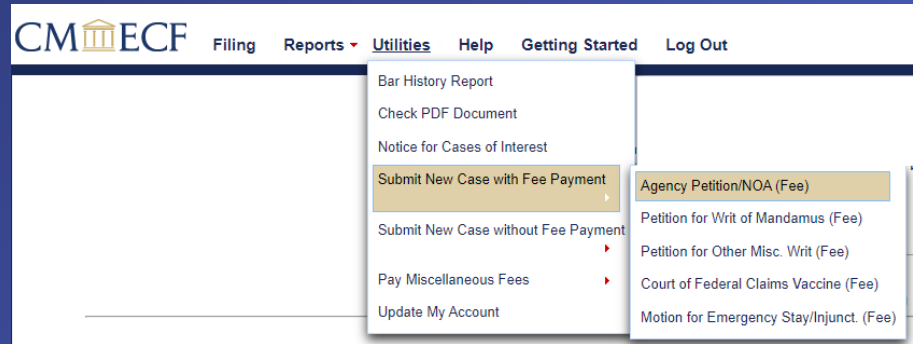 CM ECF Filing Reports Utilities Help Getting Started Log Out
Bar History Report
Check PDF Document
Notice for Cases of Interest
Submit New Case with Fee Payment
Submit New Case without Fee Payment
Pay Miscellaneous Fees
Update My Account
Agency Petition/NOA (Fee)
Petition for Writ of Mandamus (Fee)
Petition for Other Misc. Writ (Fee)
Court of Federal Claims Vaccine (Fee)
Motion for Emergency Stay/Injunct. (Fee)